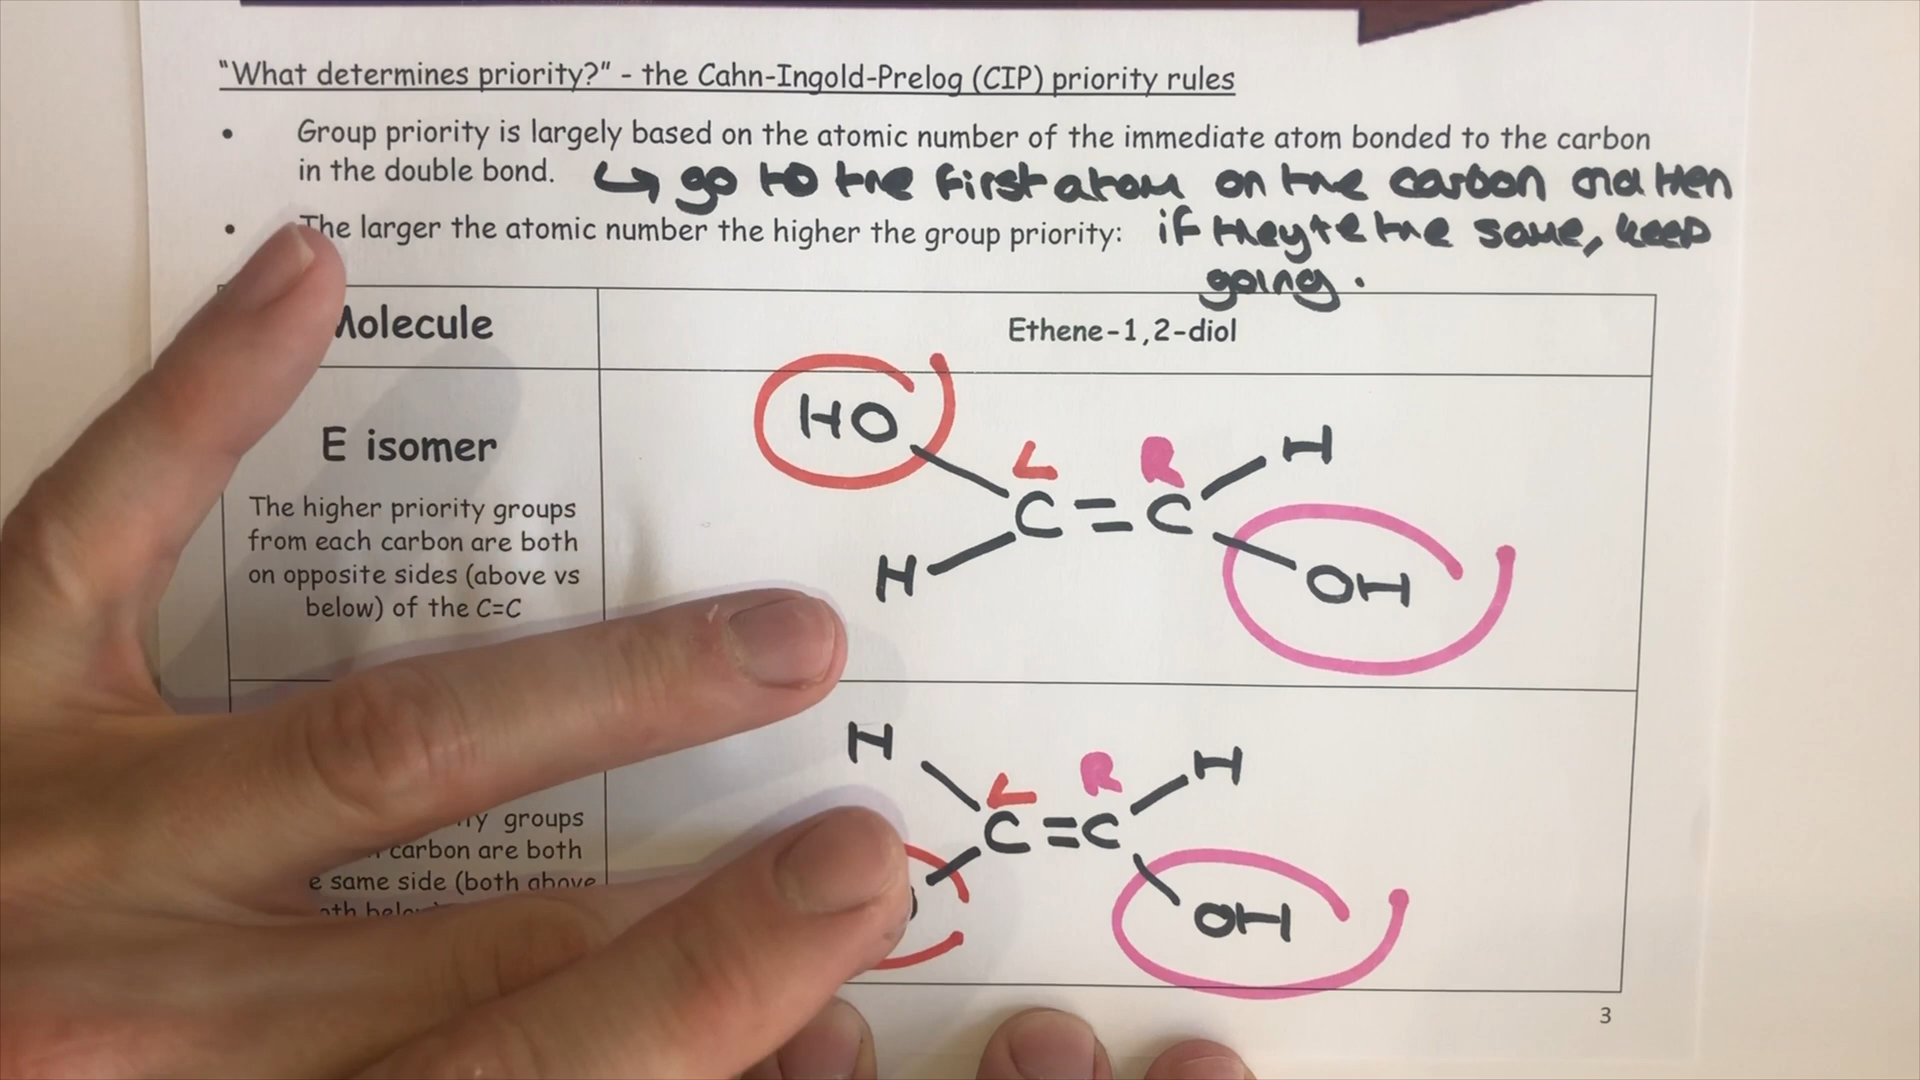 "What determines priority?" - the Cahn-Ingold-Prelog (CIP) priority rules
• Group priority is largely based on the atomic number of the immediate atom bonded to the carbon
in the double bond. ↳ go to the first atom on the carbon and then
• The larger the atomic number the higher the group priority: if they're the same, keep
going.
Molecule
Ethene-1,2-diol
E isomer
The higher priority groups
from each carbon are both
on opposite sides (above vs
below) of the C=C
HO
H
L
R
C=C
H
OH
groups
carbon are both
same side (both above
H
H
L
R
C=C
OH
3